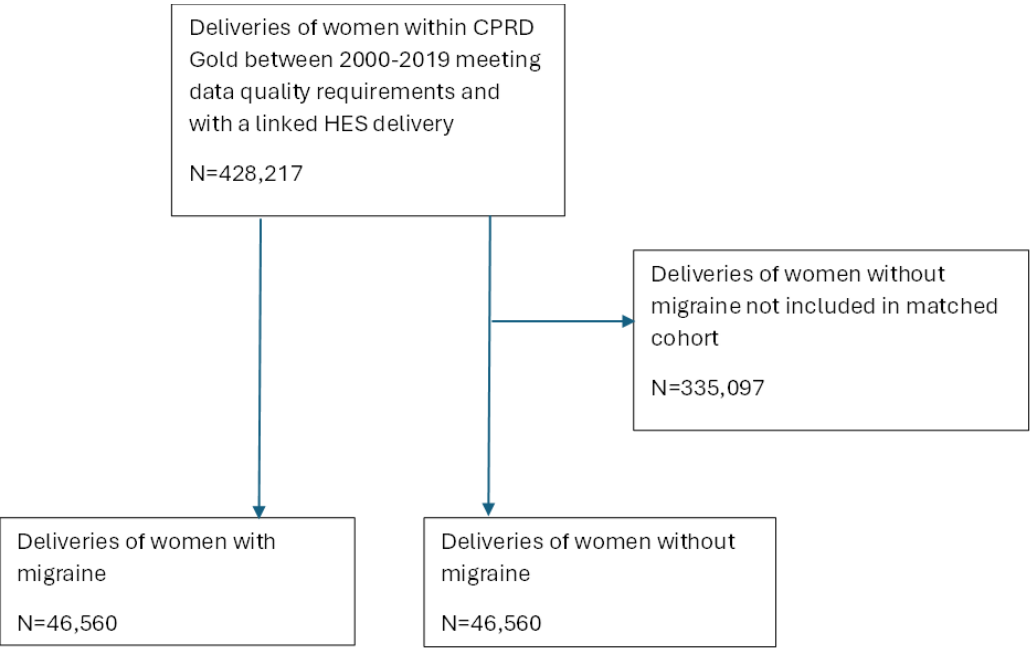 Deliveries of women within CPRD
Gold between 2000-2019 meeting
data quality requirements and
with a linked HES delivery
N=428,217
Deliveries of women without
migraine not included in matched
cohort
N=335,097
Deliveries of women with
migraine
N=46,560
Deliveries of women without
migraine
N=46,560